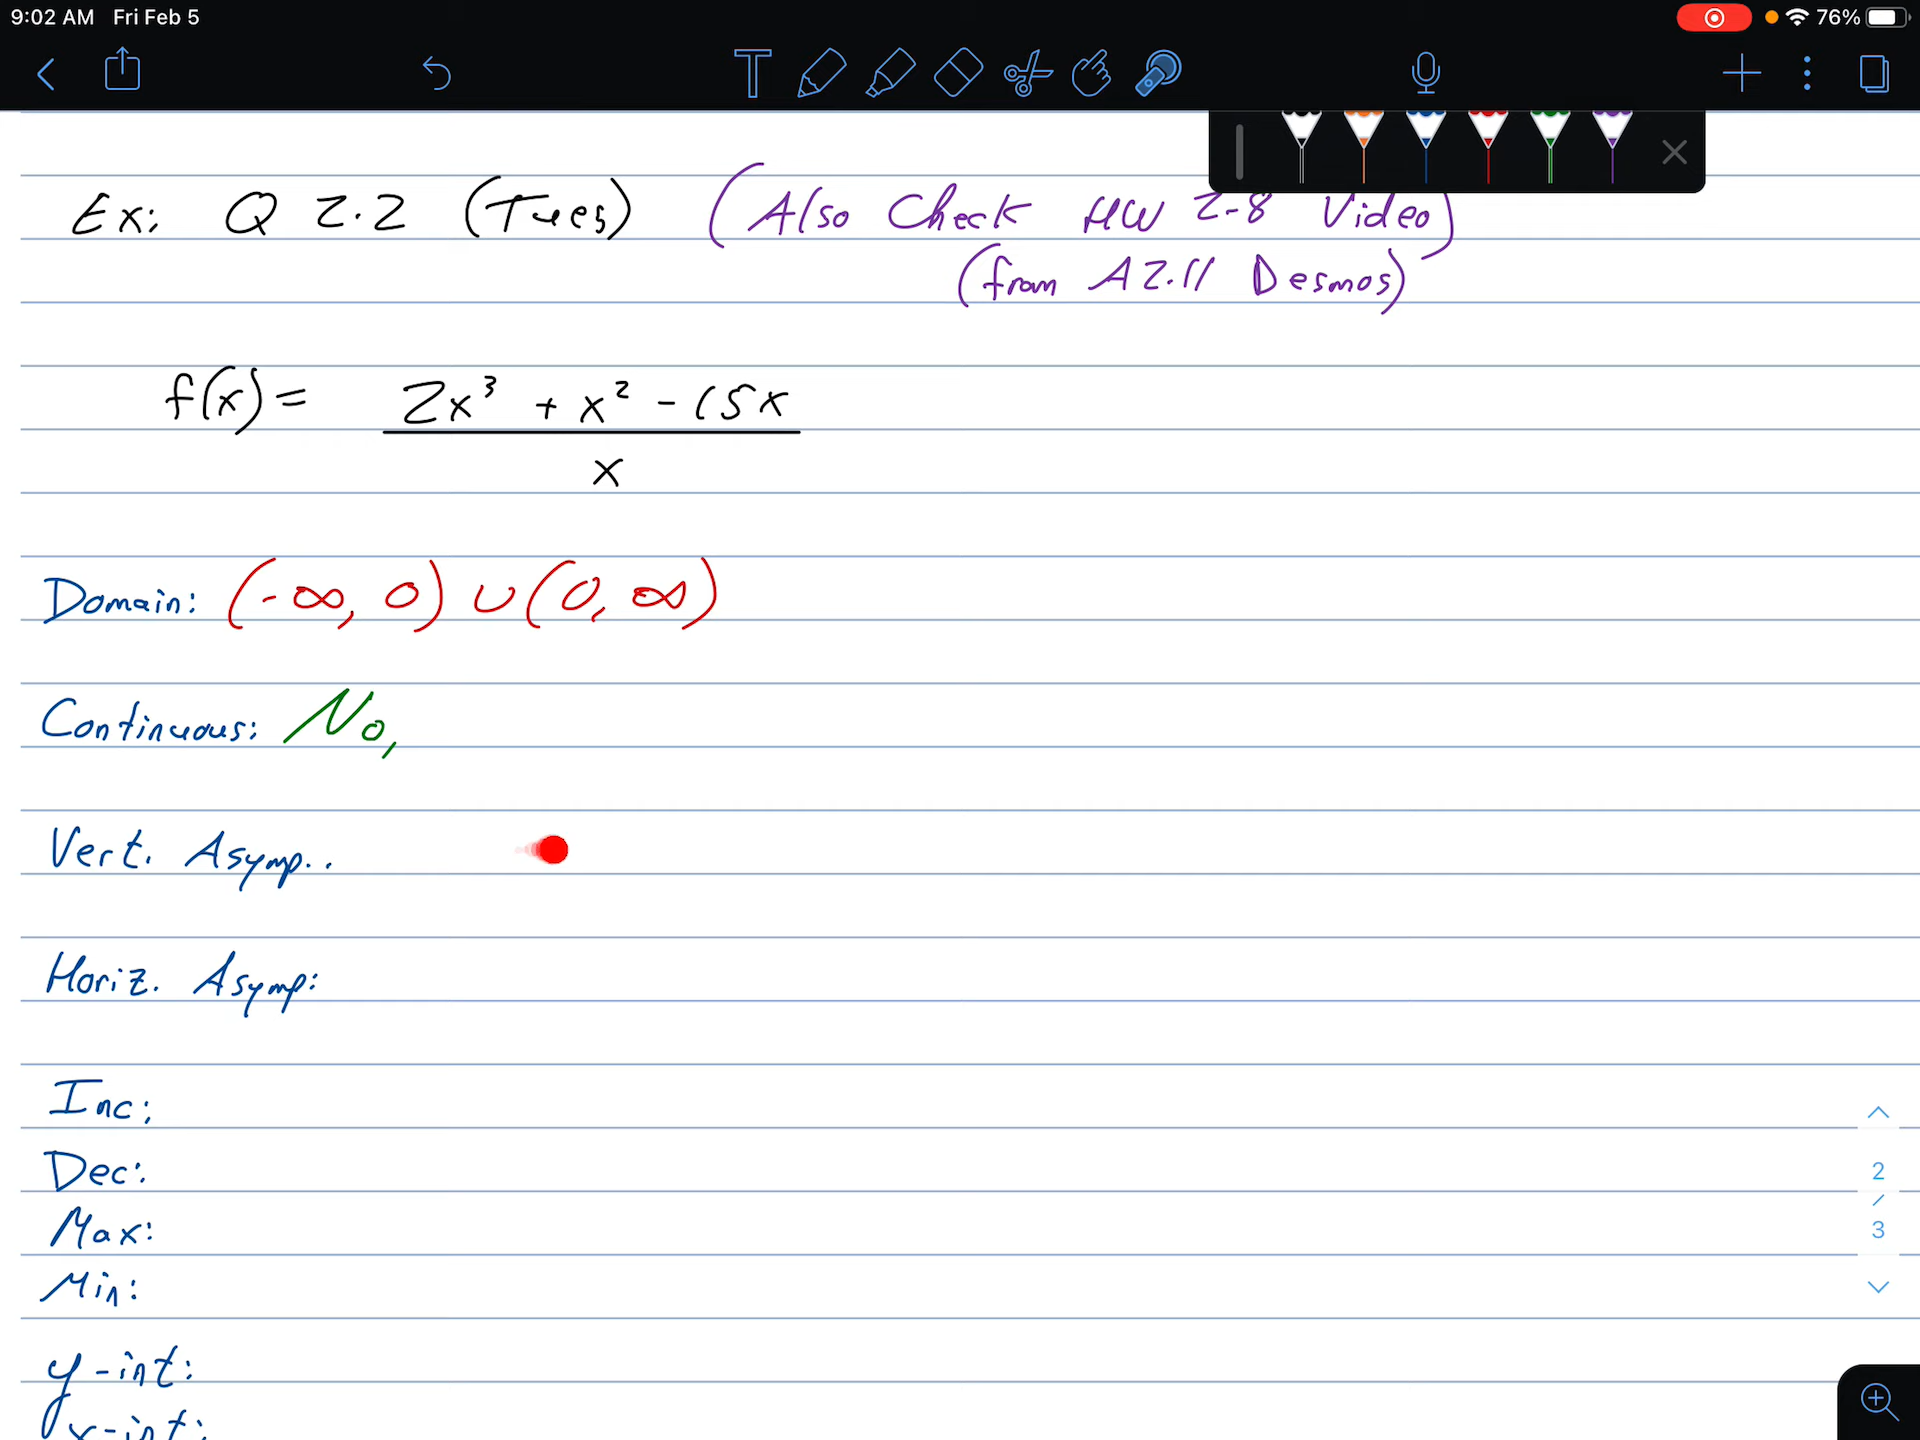 9:02 AM Fri Feb 5
76%
Ex: Q 2.2 (Tues) (Also Check HW 2-8 Video)
(from A2.11 Desmos)
f(x) = 2x³ + x² - 15x
x
Domain: (-∞, 0) ∪ (0, ∞)
Continuous: No,
Vert. Asymp..
Horiz. Asymp:
Inc:
Dec:
Max:
Min:
y-int:
x-int:
2
/
3